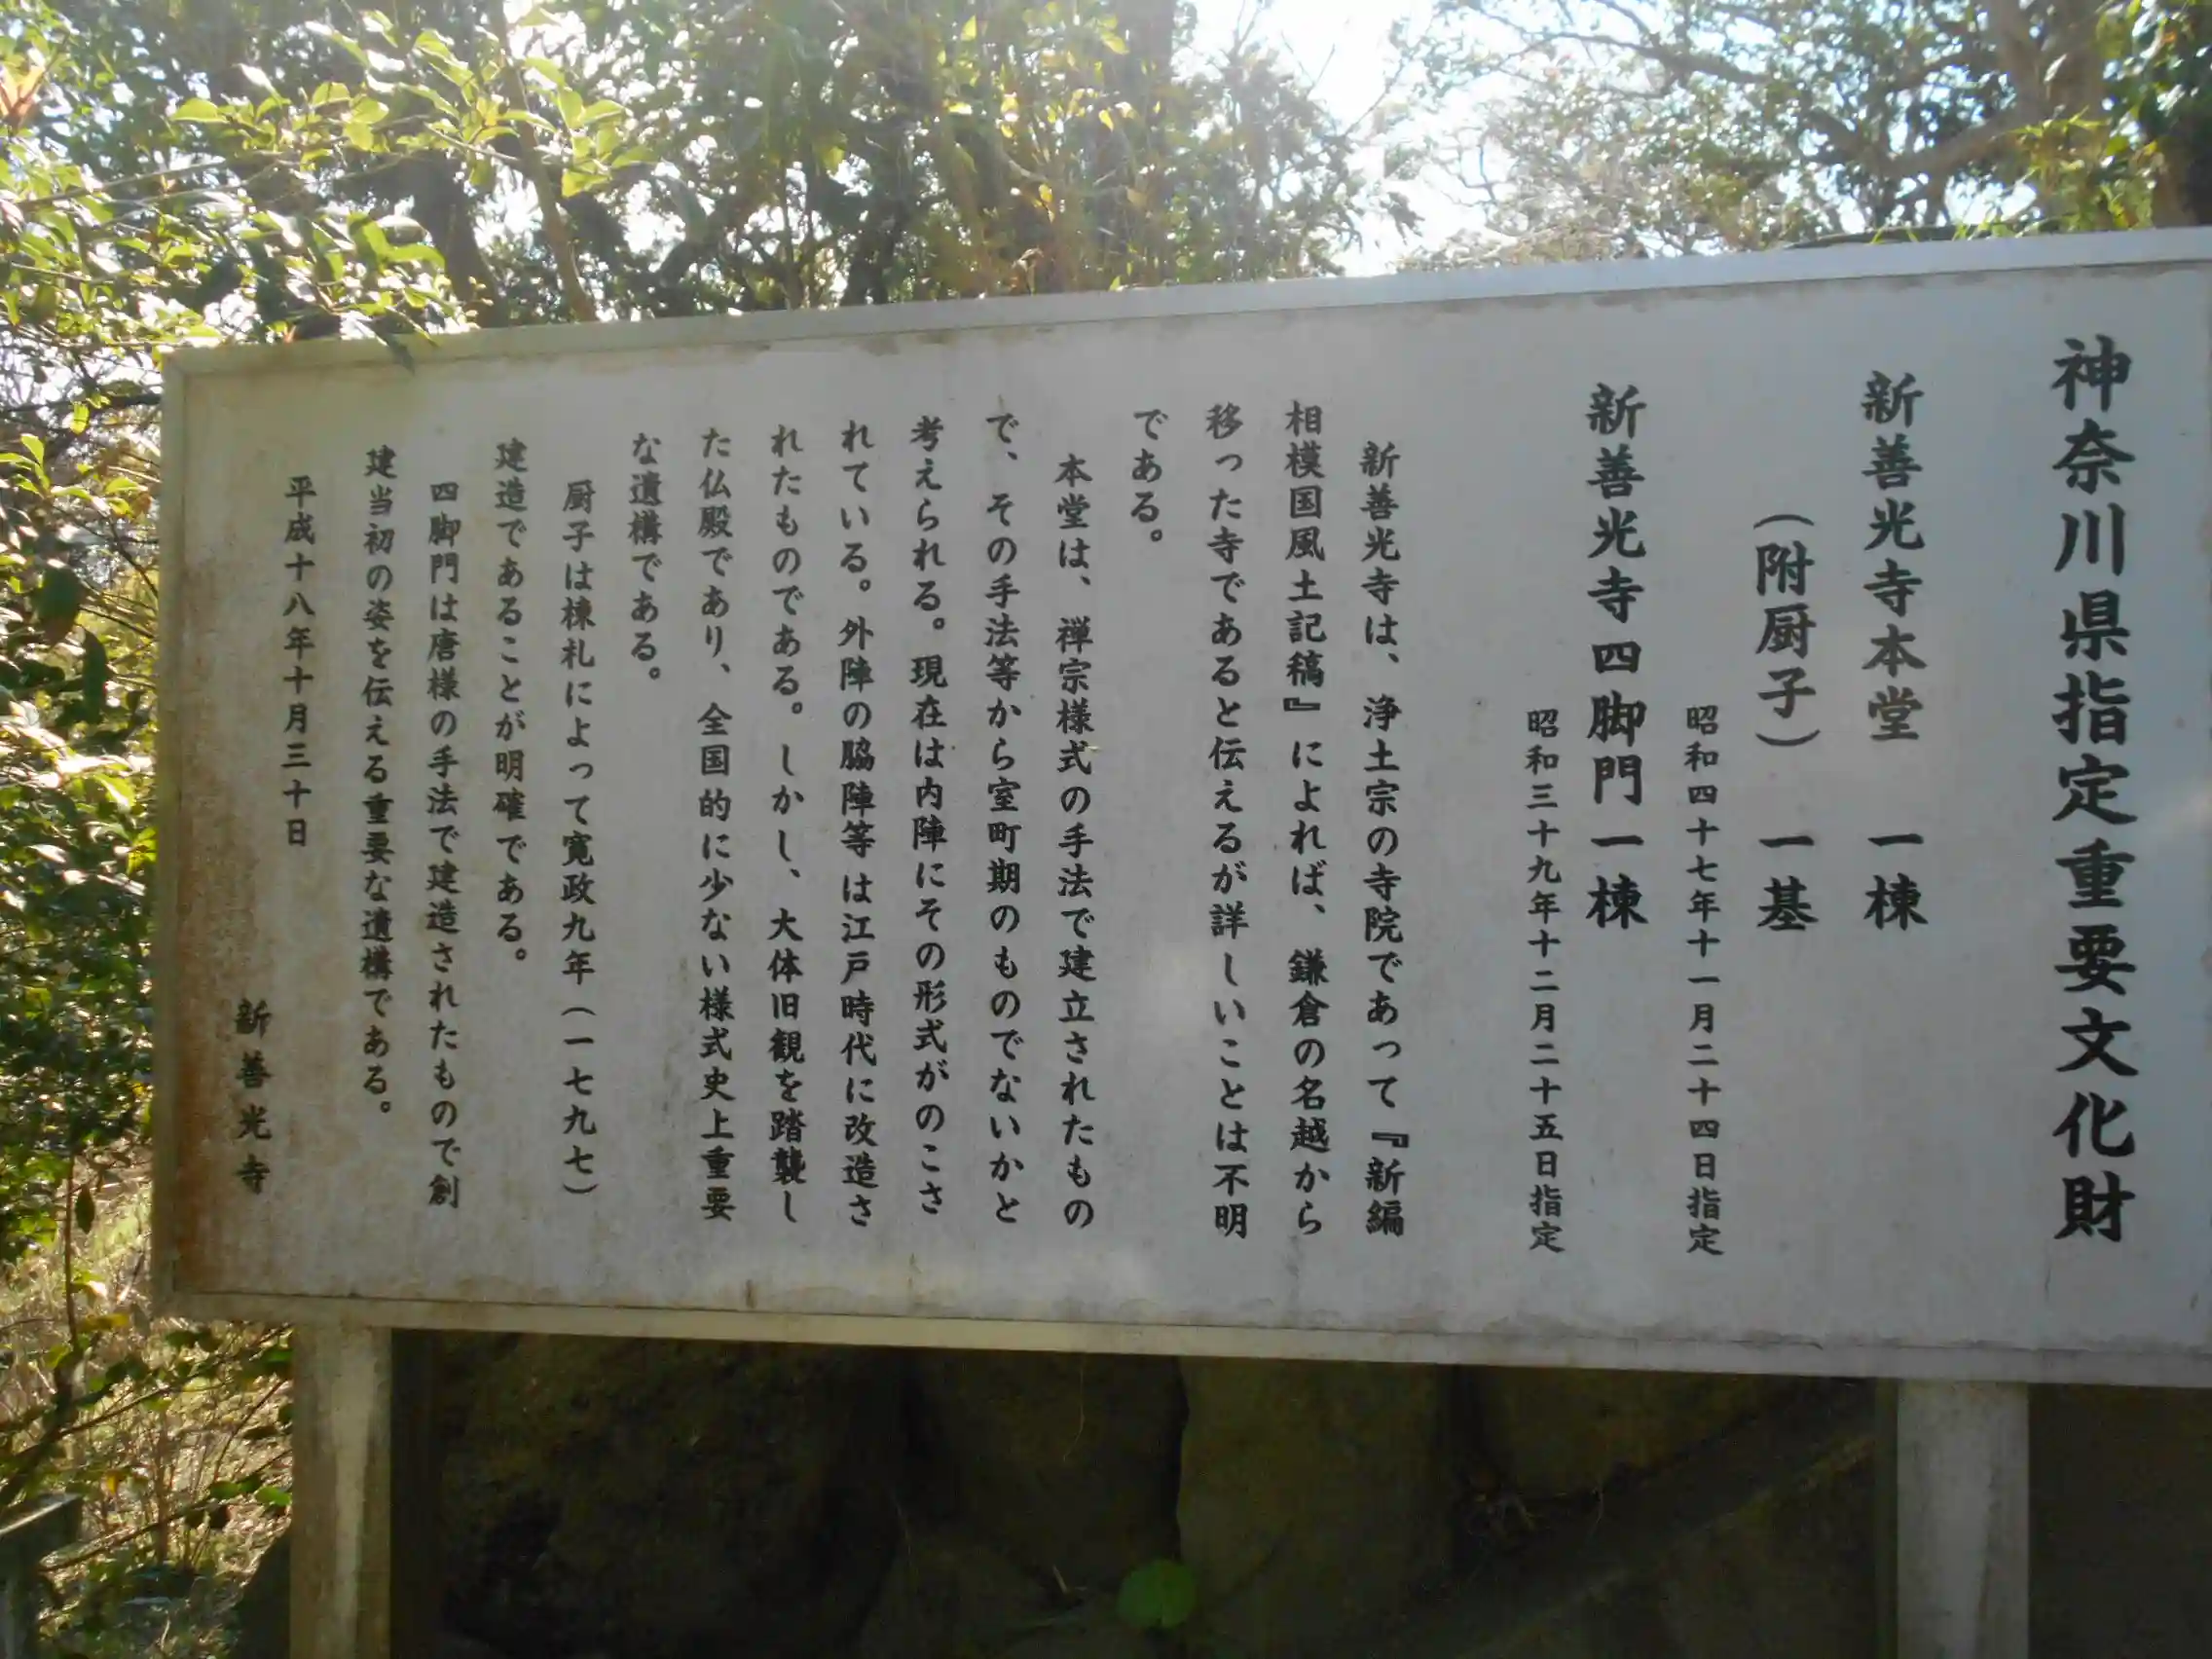 神奈川県指定重要文化財
新善光寺本堂 一棟
（附厨子） 一基
昭和四十七年十一月二十四日指定
新善光寺四脚門 一棟
昭和三十九年十二月二十五日指定
新善光寺は、浄土宗の寺院であって『新編
相模国風土記稿』によれば、鎌倉の名越から
移った寺であると伝えるが詳しいことは不明
である。
本堂は、禅宗様式の手法で建立されたもの
で、その手法等から室町期のものでないかと
考えられる。現在は内陣にその形式がのこさ
れている。外陣の脇陣等は江戸時代に改造さ
れたものである。しかし、大体旧観を踏襲し
た仏殿であり、全国的に少ない様式史上重要
な遺構である。
厨子は棟札によって寛政九年（一七九七）
建造であることが明確である。
四脚門は唐様の手法で建造されたもので創
建当初の姿を伝える重要な遺構である。
平成十八年十月三十日
新善光寺